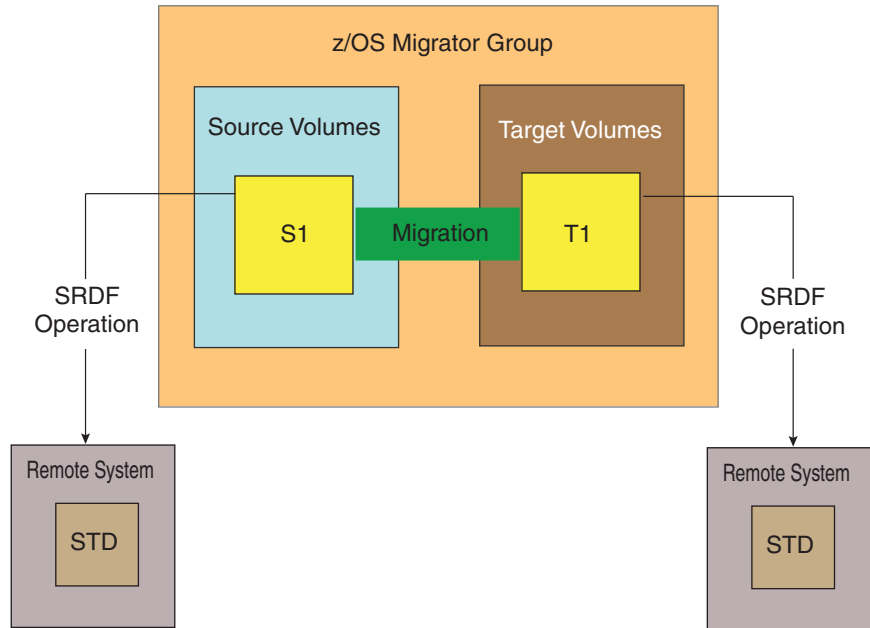 z/OS Migrator Group
Source Volumes
Target Volumes
S1
Migration
T1
SRDF
Operation
SRDF
Operation
Remote System
STD
Remote System
STD